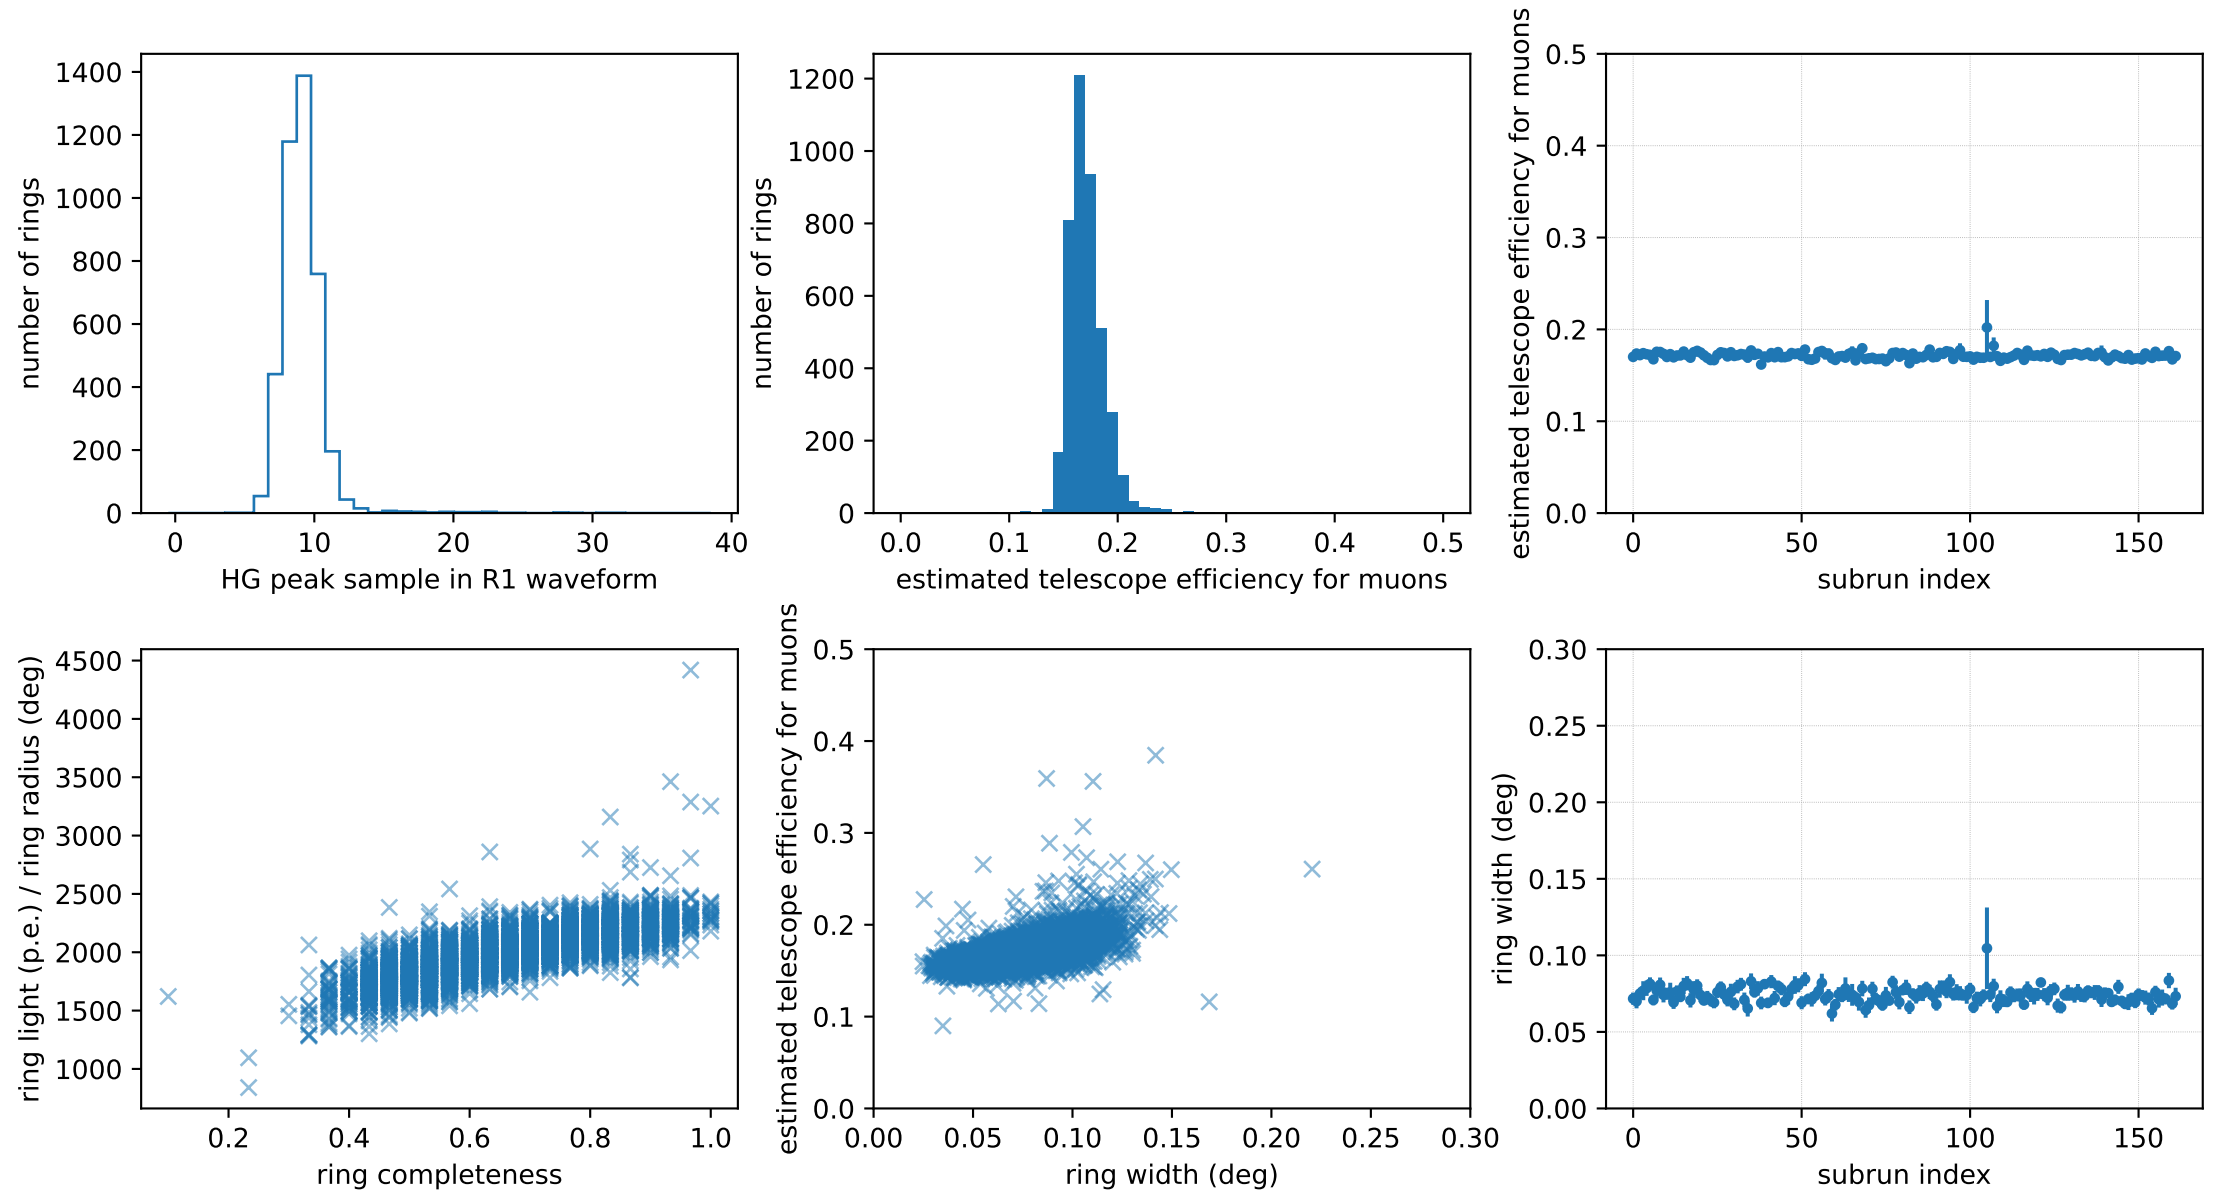 1400
1200
1000
800
600
400
200
0
number of rings
0 10 20 30 40
HG peak sample in R1 waveform
1200
1000
800
600
400
200
0
number of rings
0.0 0.1 0.2 0.3 0.4 0.5
estimated telescope efficiency for muons
0.5
0.4
0.3
0.2
0.1
0.0
estimated telescope efficiency for muons
0 50 100 150
subrun index
4500
4000
3500
3000
2500
2000
1500
1000
ring light (p.e.) / ring radius (deg)
0.2 0.4 0.6 0.8 1.0
ring completeness
0.5
0.4
0.3
0.2
0.1
0.0
estimated telescope efficiency for muons
0.00 0.05 0.10 0.15 0.20 0.25 0.30
ring width (deg)
0.30
0.25
0.20
0.15
0.10
0.05
0.00
ring width (deg)
0 50 100 150
subrun index